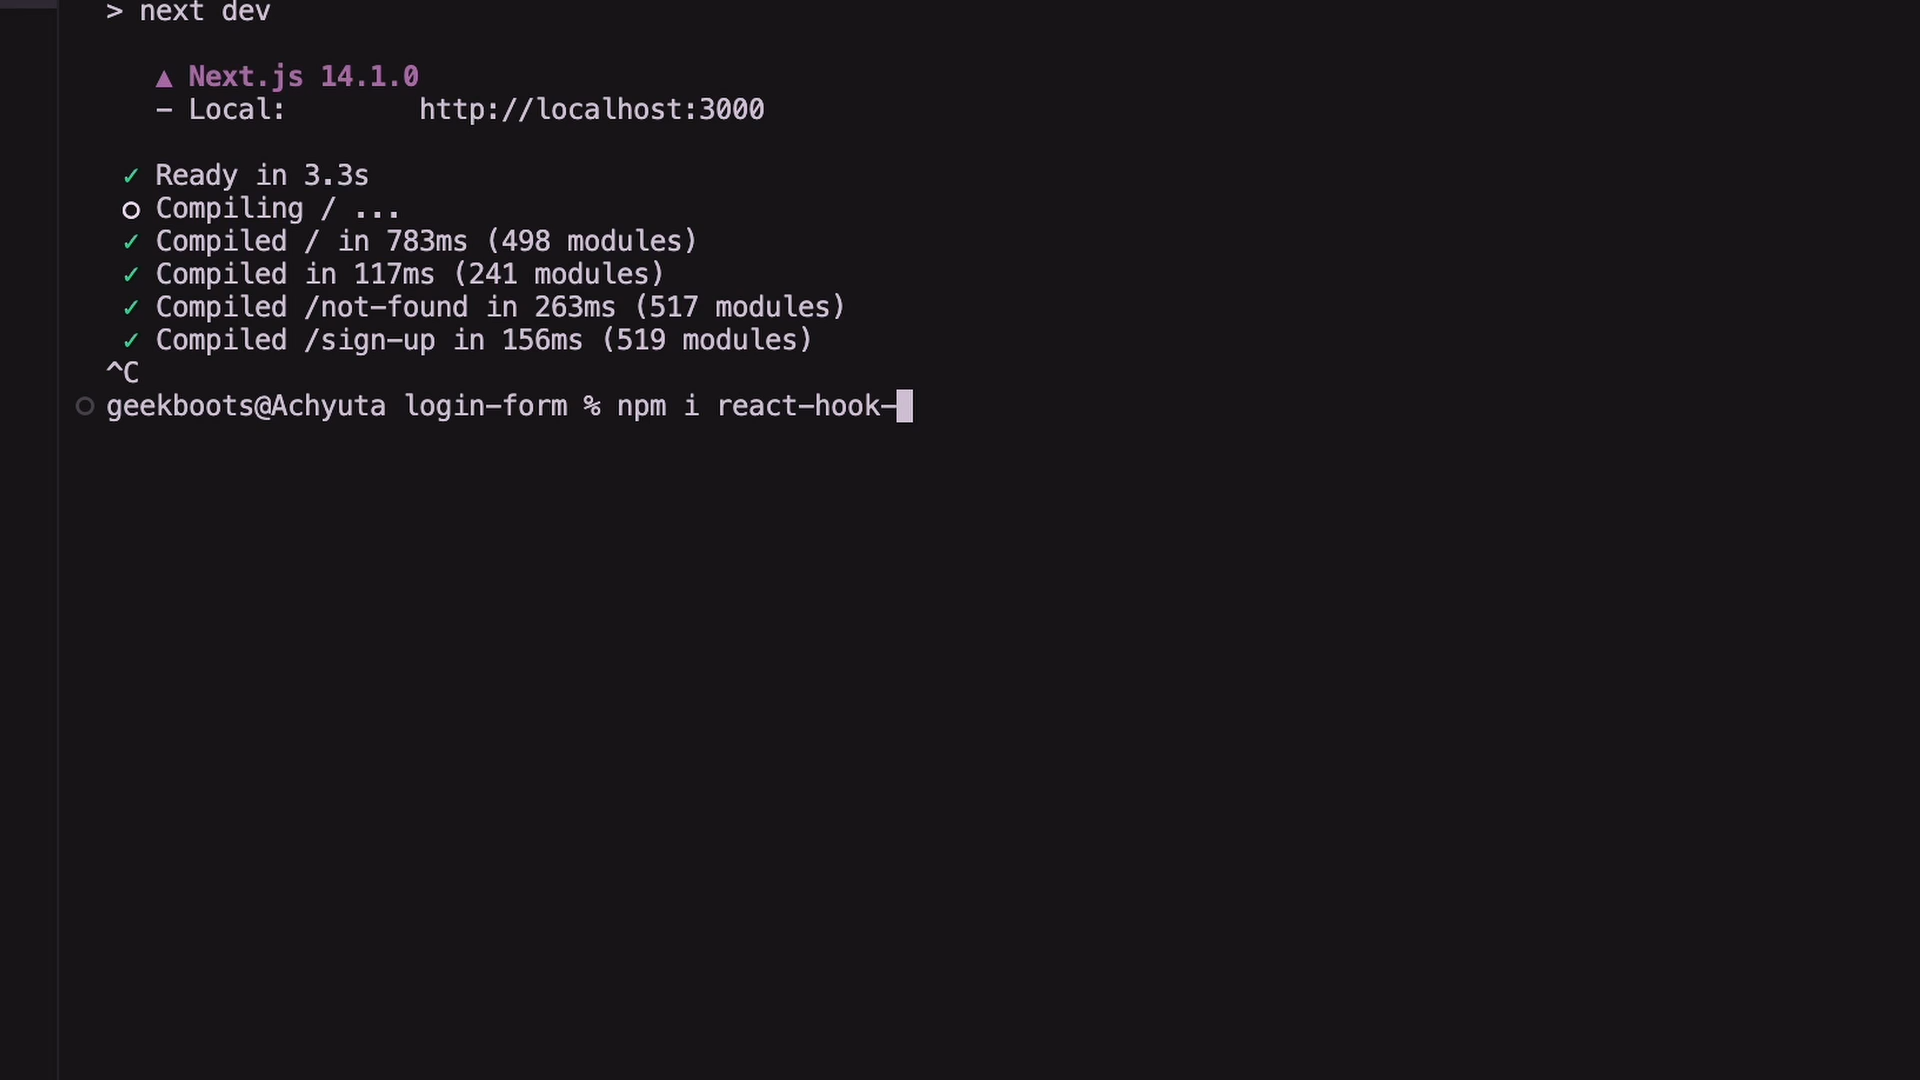 > next dev
▲ Next.js 14.1.0
- Local: http://localhost:3000
✓ Ready in 3.3s
○ Compiling / ...
✓ Compiled / in 783ms (498 modules)
✓ Compiled in 117ms (241 modules)
✓ Compiled /not-found in 263ms (517 modules)
✓ Compiled /sign-up in 156ms (519 modules)
^C
geekboots@Achyuta login-form % npm i react-hook-